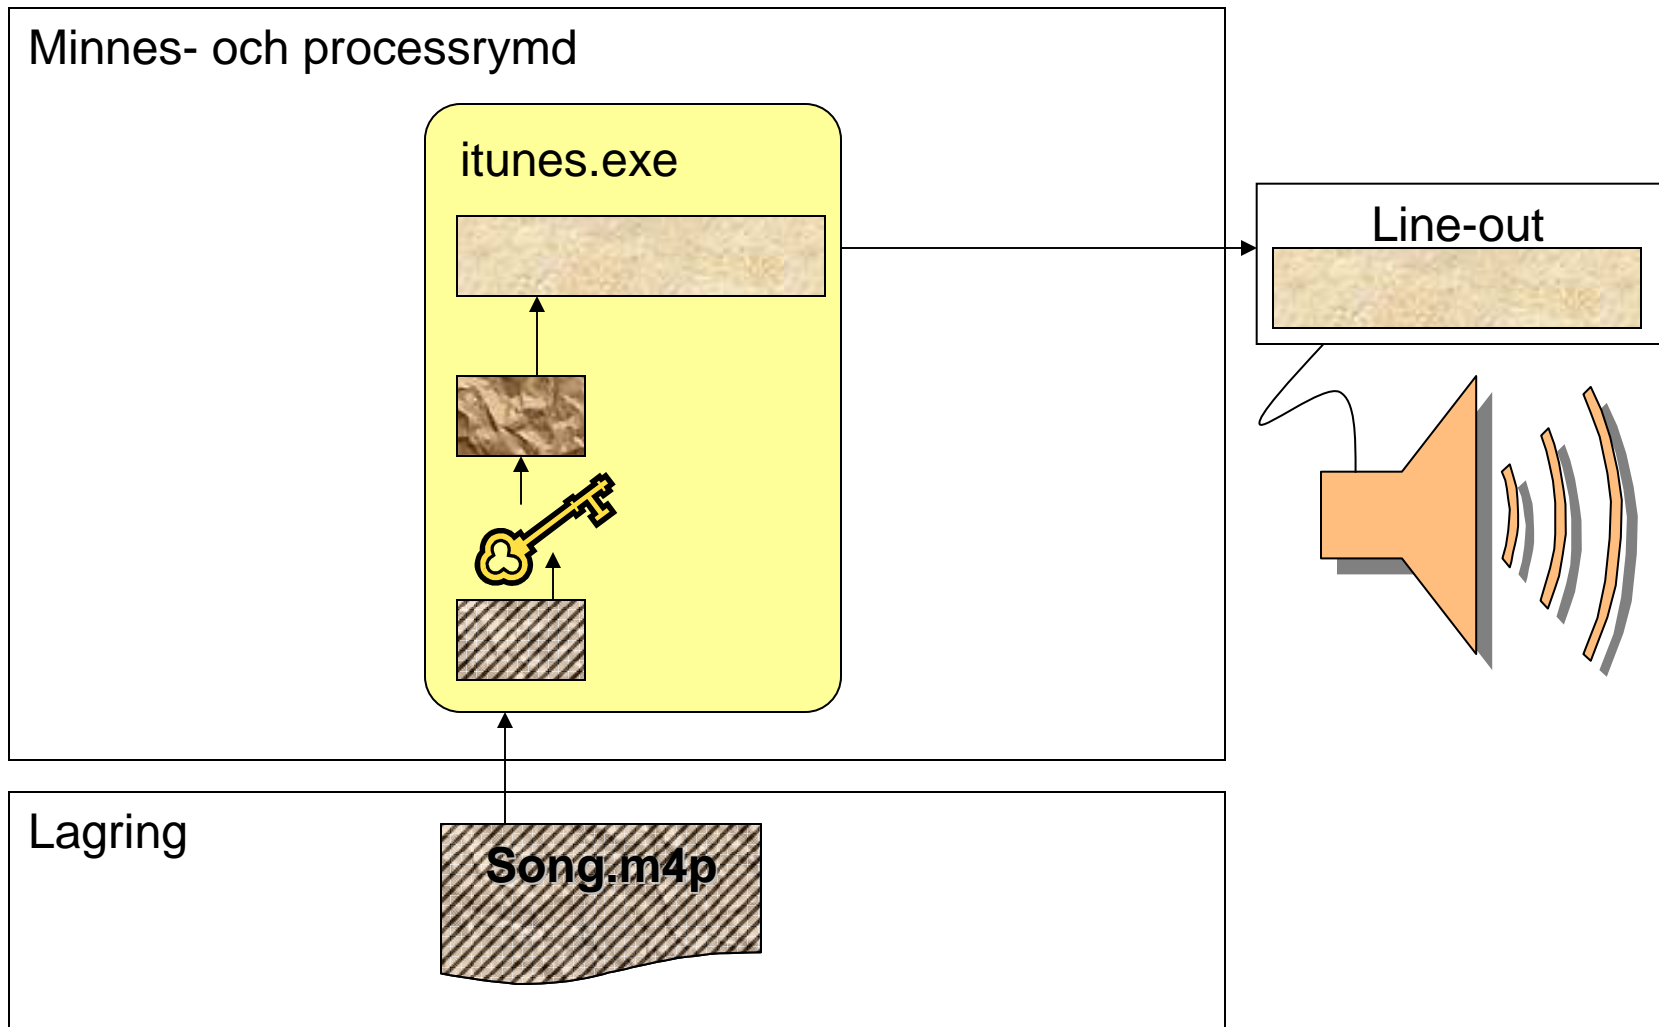 Minnes- och processrymd
itunes.exe
Line-out
Lagring
Song.m4p